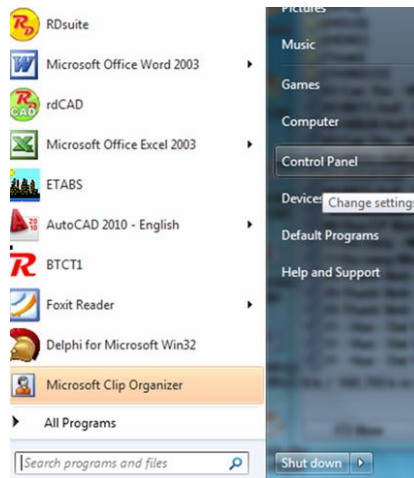 RDsuite
Microsoft Office Word 2003
rdCAD
Microsoft Office Excel 2003
ETABS
AutoCAD 2010 - English
BTCT1
Foxit Reader
Delphi for Microsoft Win32
Microsoft Clip Organizer
All Programs
Search programs and files
Pictures
Music
Games
Computer
Control Panel
Devices
Change settings
Default Programs
Help and Support
Shut down